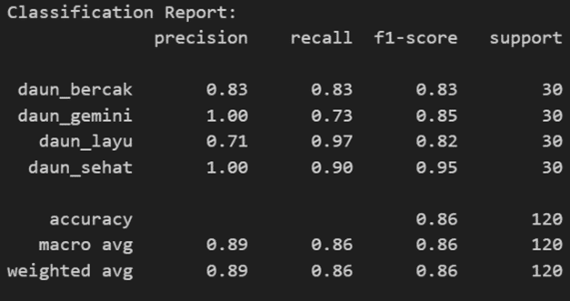 Classification Report:
precision recall f1-score support
daun_bercak 0.83 0.83 0.83 30
daun_gemini 1.00 0.73 0.85 30
daun_layu 0.71 0.97 0.82 30
daun_sehat 1.00 0.90 0.95 30
accuracy 0.86 120
macro avg 0.89 0.86 0.86 120
weighted avg 0.89 0.86 0.86 120